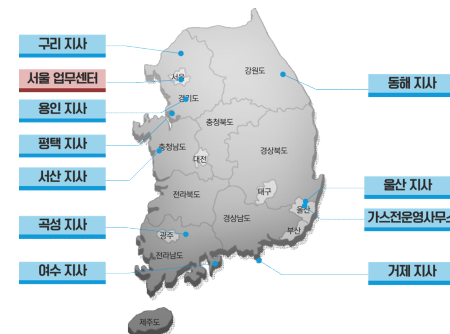 구리 지사
서울 업무센터
용인 지사
평택 지사
서산 지사
곡성 지사
여수 지사
동해 지사
울산 지사
가스전운영사무소
거제 지사
서울
강원도
경기도
충청북도
충청남도
대전
경상북도
전라북도
대구
울산
경상남도
부산
광주
전라남도
제주도